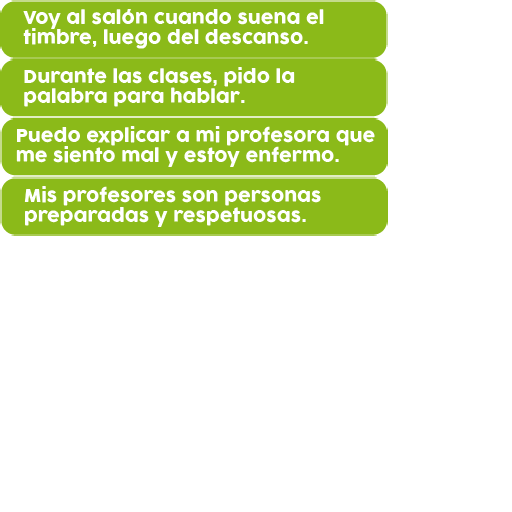 Voy al salón cuando suena el
timbre, luego del descanso.
Durante las clases, pido la
palabra para hablar.
Puedo explicar a mi profesora que
me siento mal y estoy enfermo.
Mis profesores son personas
preparadas y respetuosas.